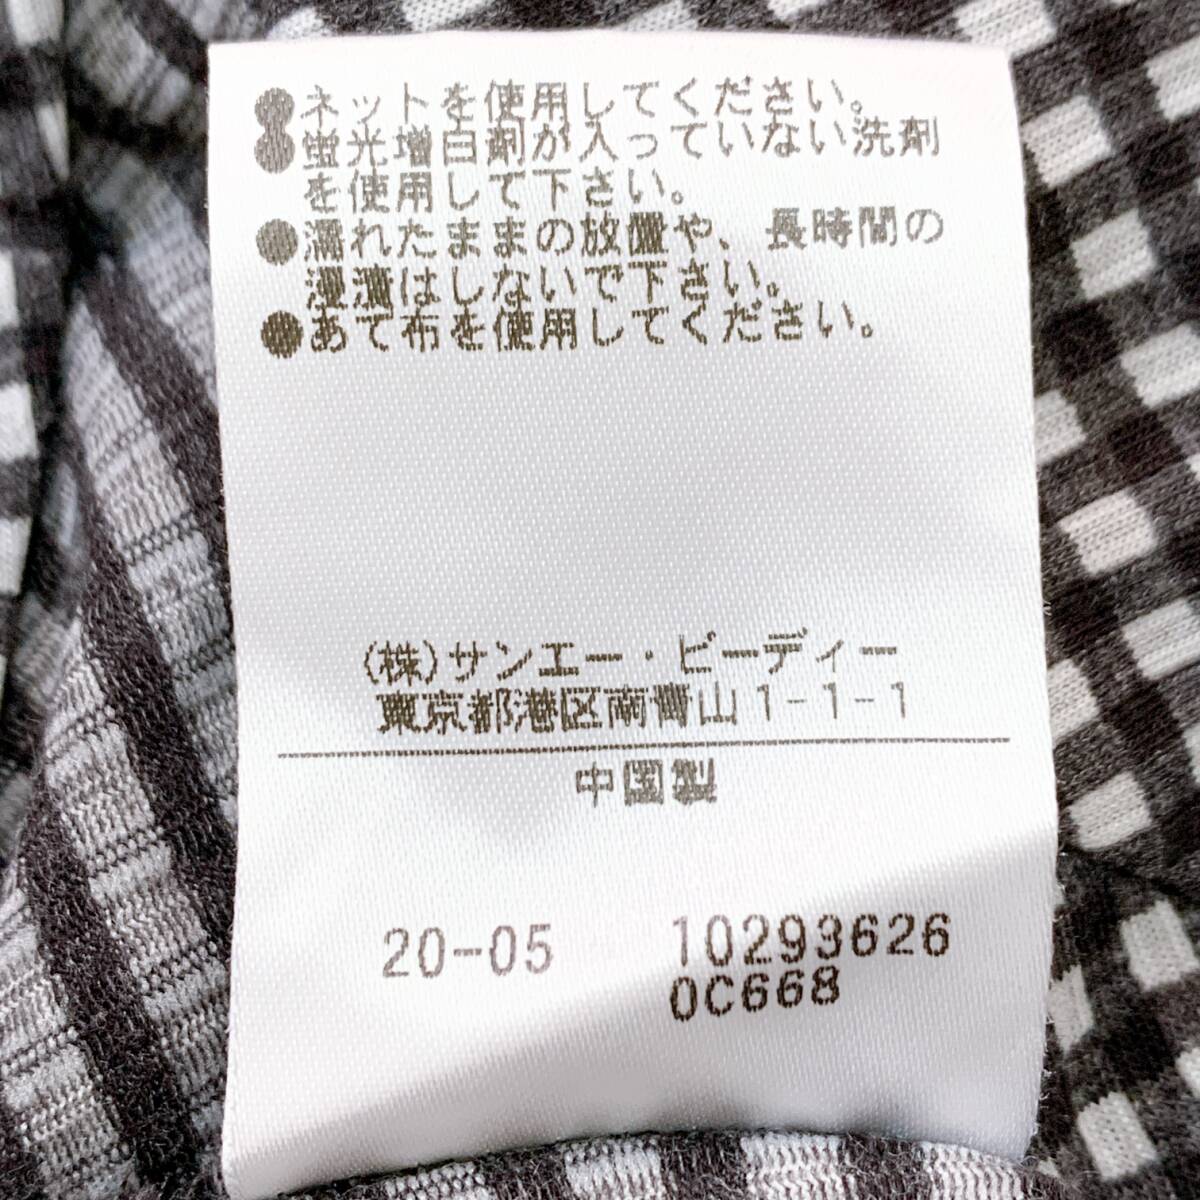 ●ネットを使用してください。
●蛍光増白剤が入っていない洗剤
を使用して下さい。
●濡れたままの放置や、長時間の
浸漬はしないで下さい。
●あて布を使用してください。
(株)サンエー・ビーディー
東京都港区南青山1-1-1
中国製
20-05 10293626
0C668